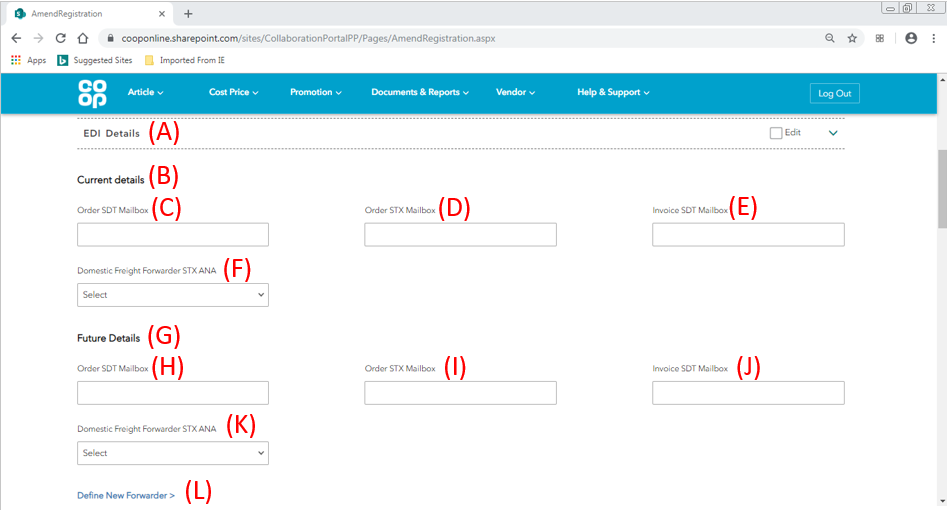 AmendRegistration
cooponline.sharepoint.com/sites/CollaborationPortalPP/Pages/AmendRegistration.aspx
Apps Suggested Sites Imported From IE
CO OP Article Cost Price Promotion Documents & Reports Vendor Help & Support Log Out
EDI Details (A) Edit
Current details (B)
Order SDT Mailbox (C) Order STX Mailbox (D) Invoice SDT Mailbox (E)
Domestic Freight Forwarder STX ANA (F)
Select
Future Details (G)
Order SDT Mailbox (H) Order STX Mailbox (I) Invoice SDT Mailbox (J)
Domestic Freight Forwarder STX ANA (K)
Select
Define New Forwarder > (L)